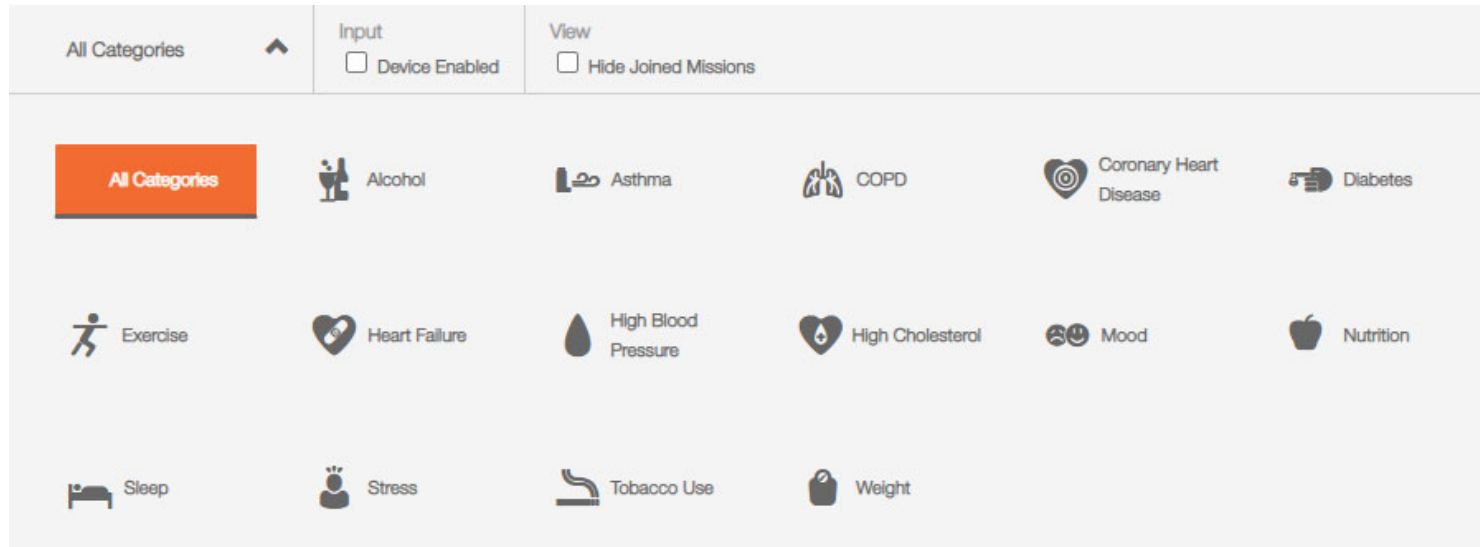 All Categories
Input
Device Enabled
View
Hide Joined Missions
All Categories
Alcohol
Asthma
COPD
Coronary Heart
Disease
Diabetes
Exercise
Heart Failure
High Blood
Pressure
High Cholesterol
Mood
Nutrition
Sleep
Stress
Tobacco Use
Weight